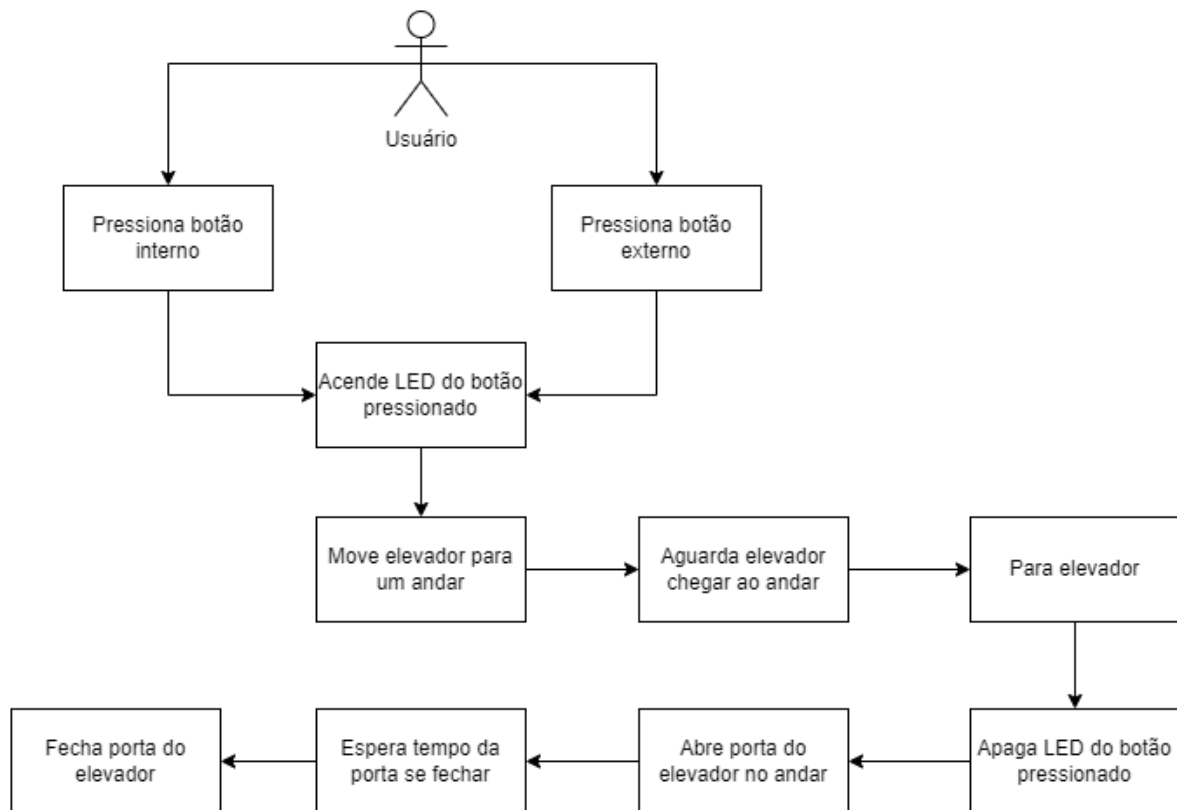 Usuário
Pressiona botão
interno
Pressiona botão
externo
Acende LED do botão
pressionado
Move elevador para
um andar
Aguarda elevador
chegar ao andar
Para elevador
Apaga LED do botão
pressionado
Abre porta do
elevador no andar
Espera tempo da
porta se fechar
Fecha porta do
elevador